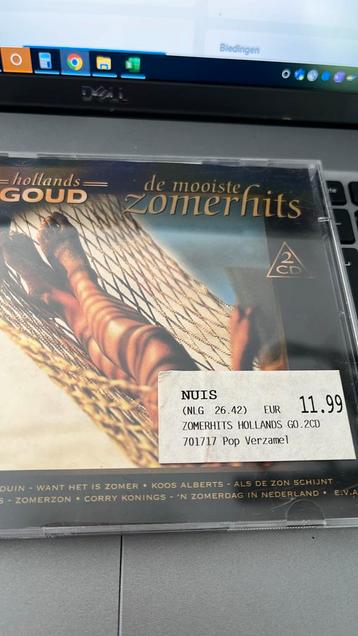 Biedingen
DELL
hollands
GOUD
de mooiste
zomerhits
2
CD
NUIS
(NLG 26.42) EUR 11.99
ZOMERHITS HOLLANDS GO.2CD
701717 Pop Verzamel
DUIN - WANT HET IS ZOMER • KOOS ALBERTS - ALS DE ZON SCHIJNT
S - ZOMERZON • CORRY KONINGS - 'N ZOMERDAG IN NEDERLAND • E.V.A